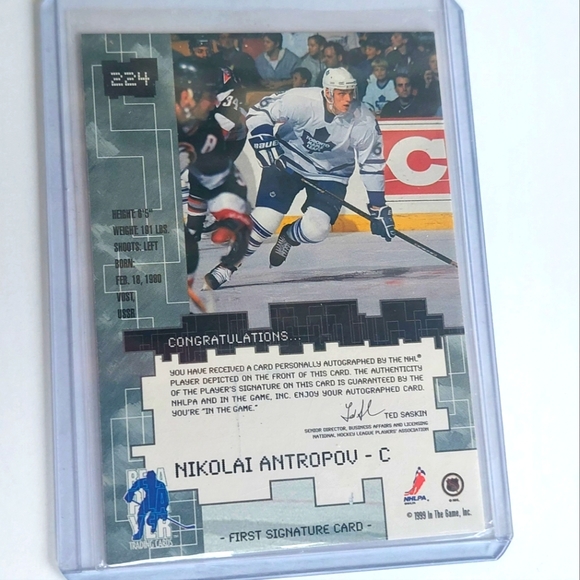 224
TORONTO
BAUER
C
HEIGHT: 6'5"
WEIGHT: 191 LBS.
SHOOTS: LEFT
BORN:
FEB. 18, 1980
VOST,
USSR
CONGRATULATIONS...
YOU HAVE RECEIVED A CARD PERSONALLY AUTOGRAPHED BY THE NHL®
PLAYER DEPICTED ON THE FRONT OF THIS CARD. THE AUTHENTICITY
OF THE PLAYER'S SIGNATURE ON THIS CARD IS GUARANTEED BY THE
NHLPA AND IN THE GAME, INC. ENJOY YOUR AUTOGRAPHED CARD.
YOU'RE "IN THE GAME."
TED SASKIN
SENIOR DIRECTOR, BUSINESS AFFAIRS AND LICENSING
NATIONAL HOCKEY LEAGUE PLAYERS' ASSOCIATION
NIKOLAI ANTROPOV - C
BE A
PLAYER
TRADING CARDS
NHLPA
© 1999 In The Game, Inc.
- FIRST SIGNATURE CARD -